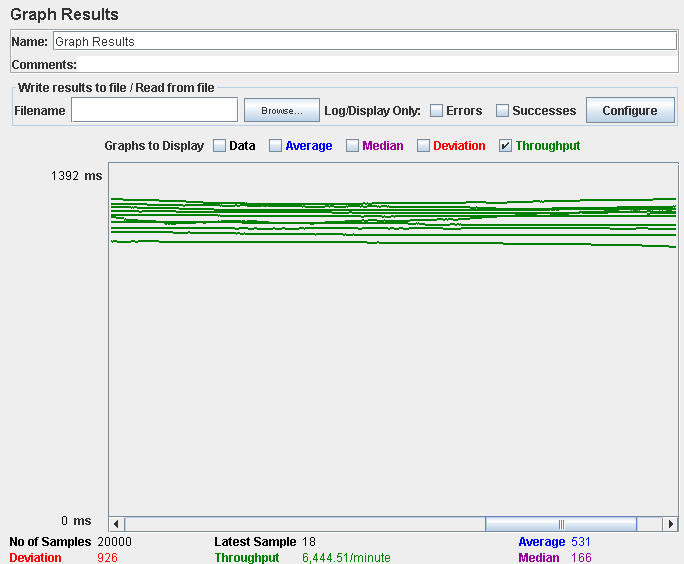 Graph Results
Name: Graph Results
Comments:
Write results to file / Read from file
Filename Browse... Log/Display Only: Errors Successes Configure
Graphs to Display Data Average Median Deviation Throughput
1392 ms
0 ms
No of Samples 20000 Latest Sample 18 Average 531
Deviation 926 Throughput 6,444.51/minute Median 166